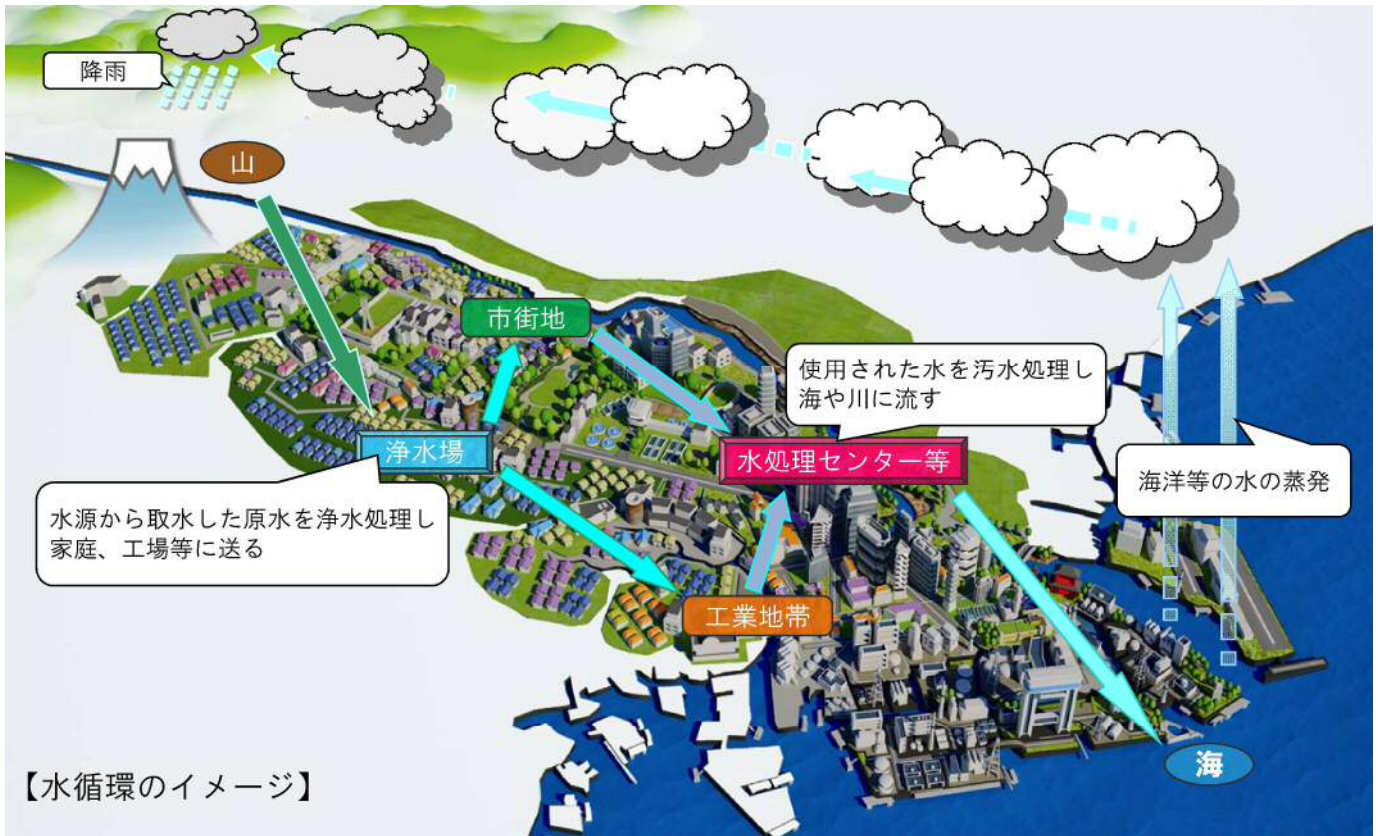 降雨
山
市街地
使用された水を汚水処理し
海や川に流す
浄水場
水処理センター等
海洋等の水の蒸発
水源から取水した原水を浄水処理し
家庭、工場等に送る
工業地帯
海
【水循環のイメージ】